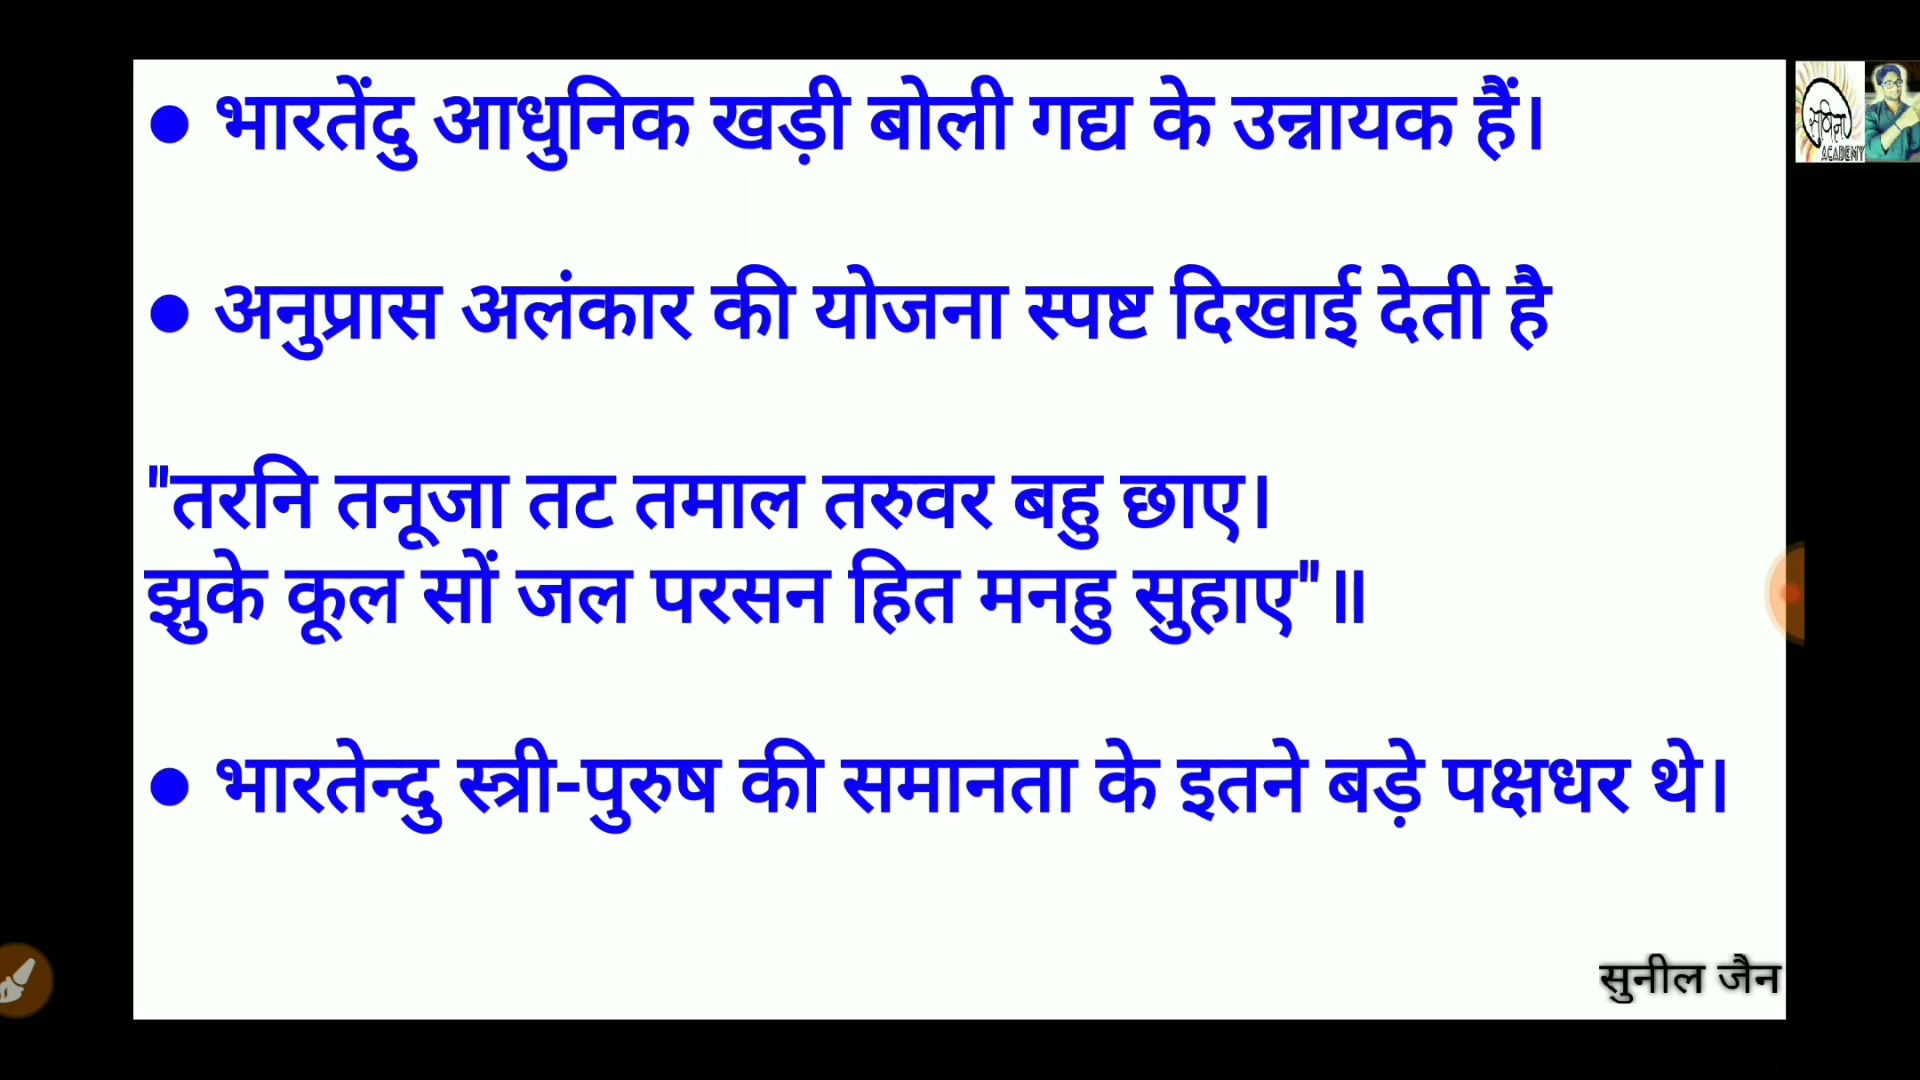 ● भारतेंदु आधुनिक खड़ी बोली गद्य के उन्नायक हैं।
● अनुप्रास अलंकार की योजना स्पष्ट दिखाई देती है
"तरनि तनूजा तट तमाल तरुवर बहु छाए।
झुके कूल सों जल परसन हित मनहु सुहाए"॥
● भारतेन्दु स्त्री-पुरुष की समानता के इतने बड़े पक्षधर थे।
सुनील जैन
ACADEMY